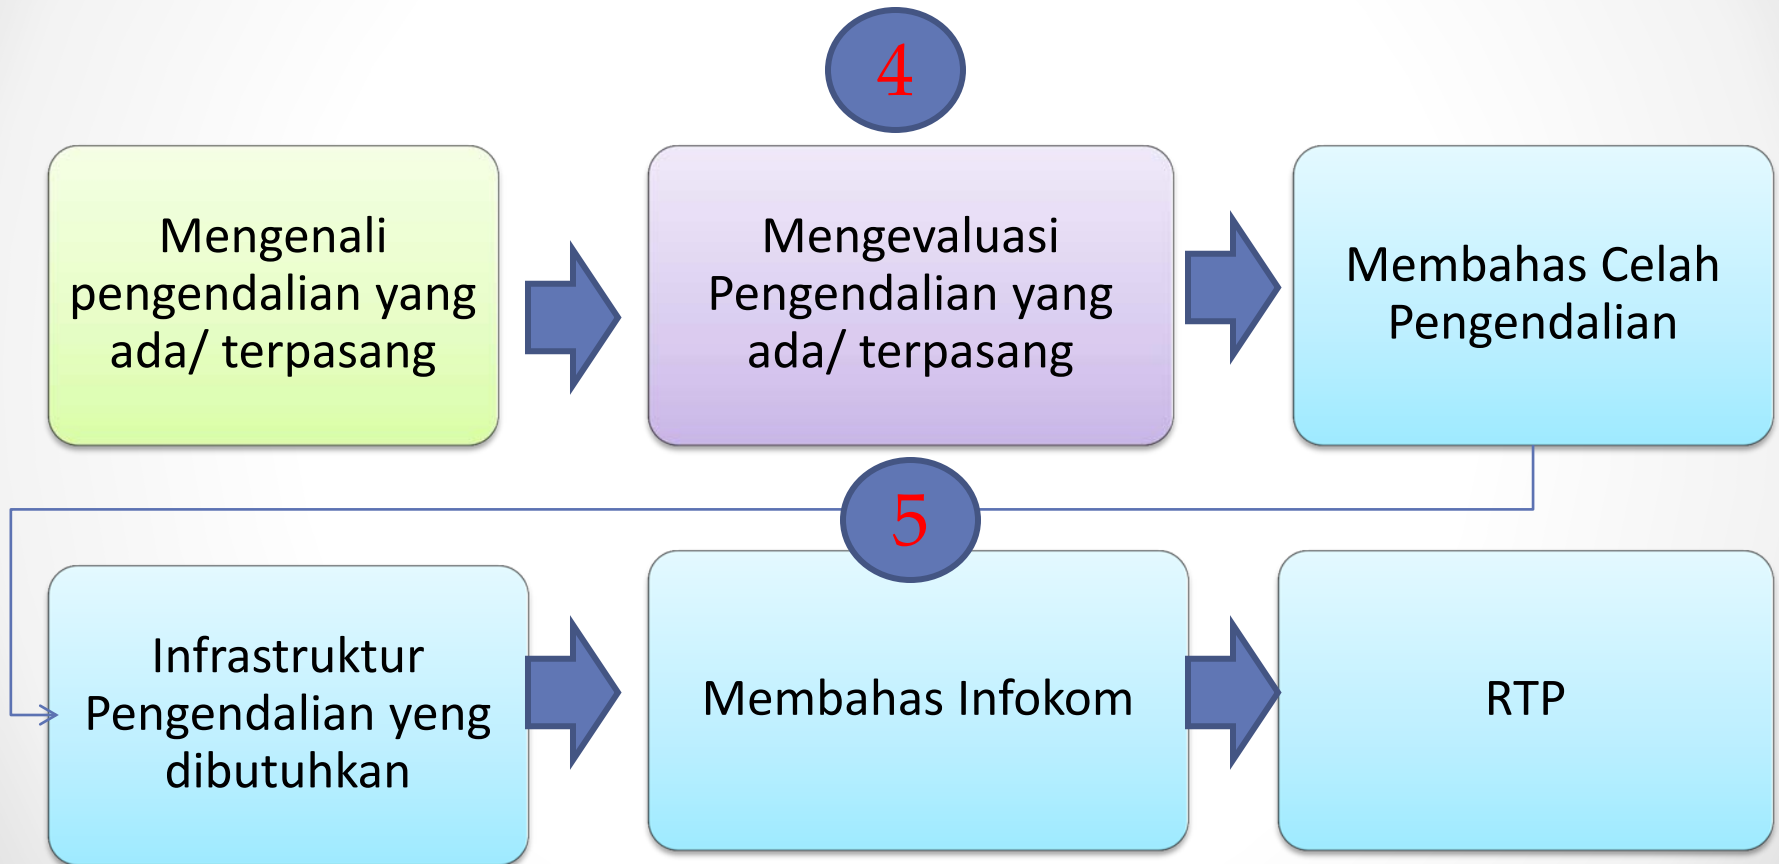 4
Mengenali
pengendalian yang
ada/ terpasang
Mengevaluasi
Pengendalian yang
ada/ terpasang
Membahas Celah
Pengendalian
5
Infrastruktur
Pengendalian yeng
dibutuhkan
Membahas Infokom
RTP